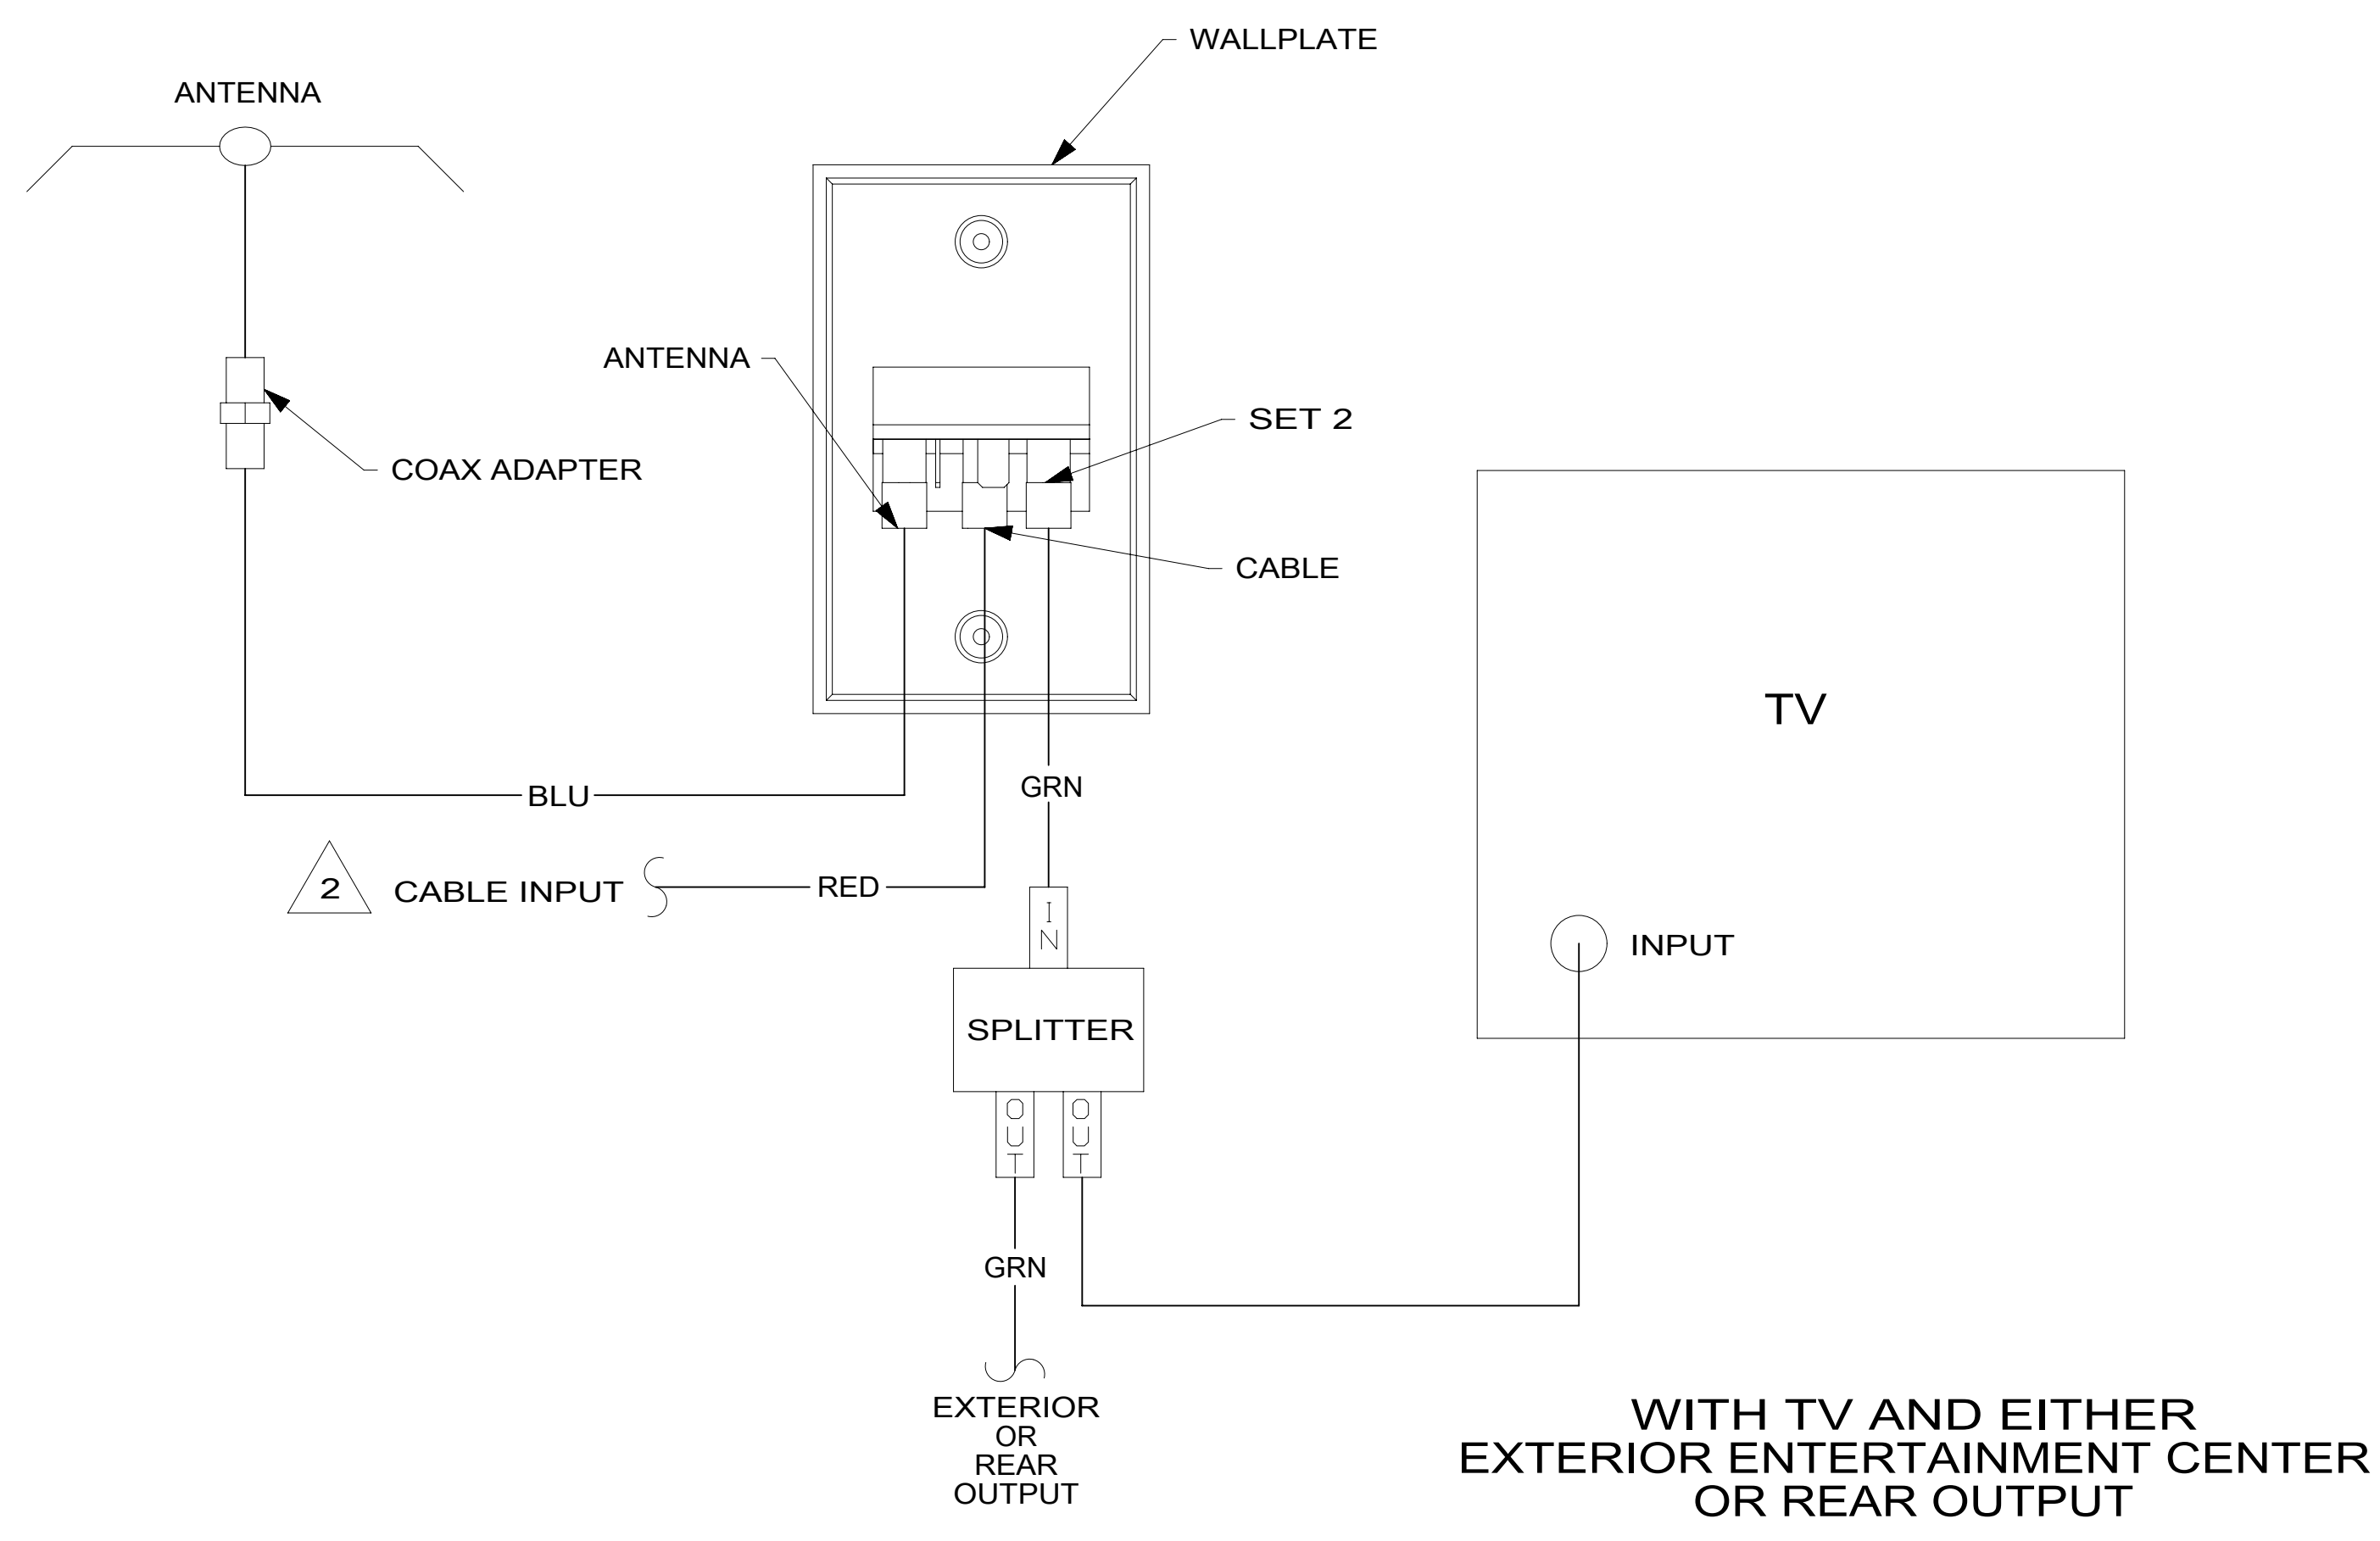 WALLPLATE
ANTENNA
ANTENNA
SET 2
COAX ADAPTER
CABLE
TV
BLU
GRN
2
CABLE INPUT
RED
IN
INPUT
SPLITTER
OUT
OUT
GRN
EXTERIOR
OR
REAR
OUTPUT
WITH TV AND EITHER
EXTERIOR ENTERTAINMENT CENTER
OR REAR OUTPUT